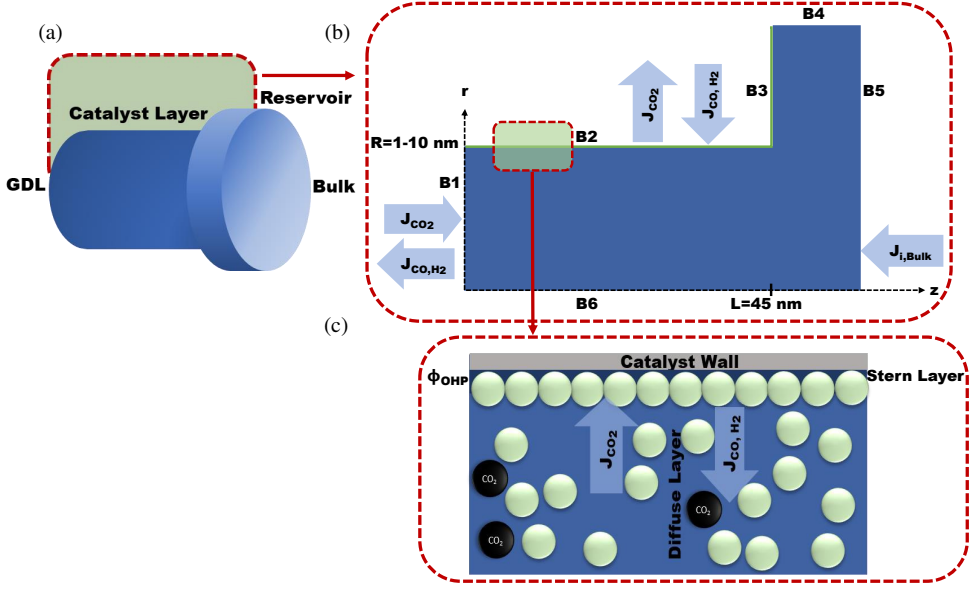 (a)
Catalyst Layer
Reservoir
GDL
Bulk
(b)
B4
r
J_CO2
J_CO, H2
B3
B5
R=1-10 nm
B2
B1
J_CO2
J_CO,H2
J_i,Bulk
z
B6
L=45 nm
(c)
Catalyst Wall
ΦOHP
Stern Layer
J_CO2
J_CO, H2
Diffuse Layer
CO2
CO2
CO2